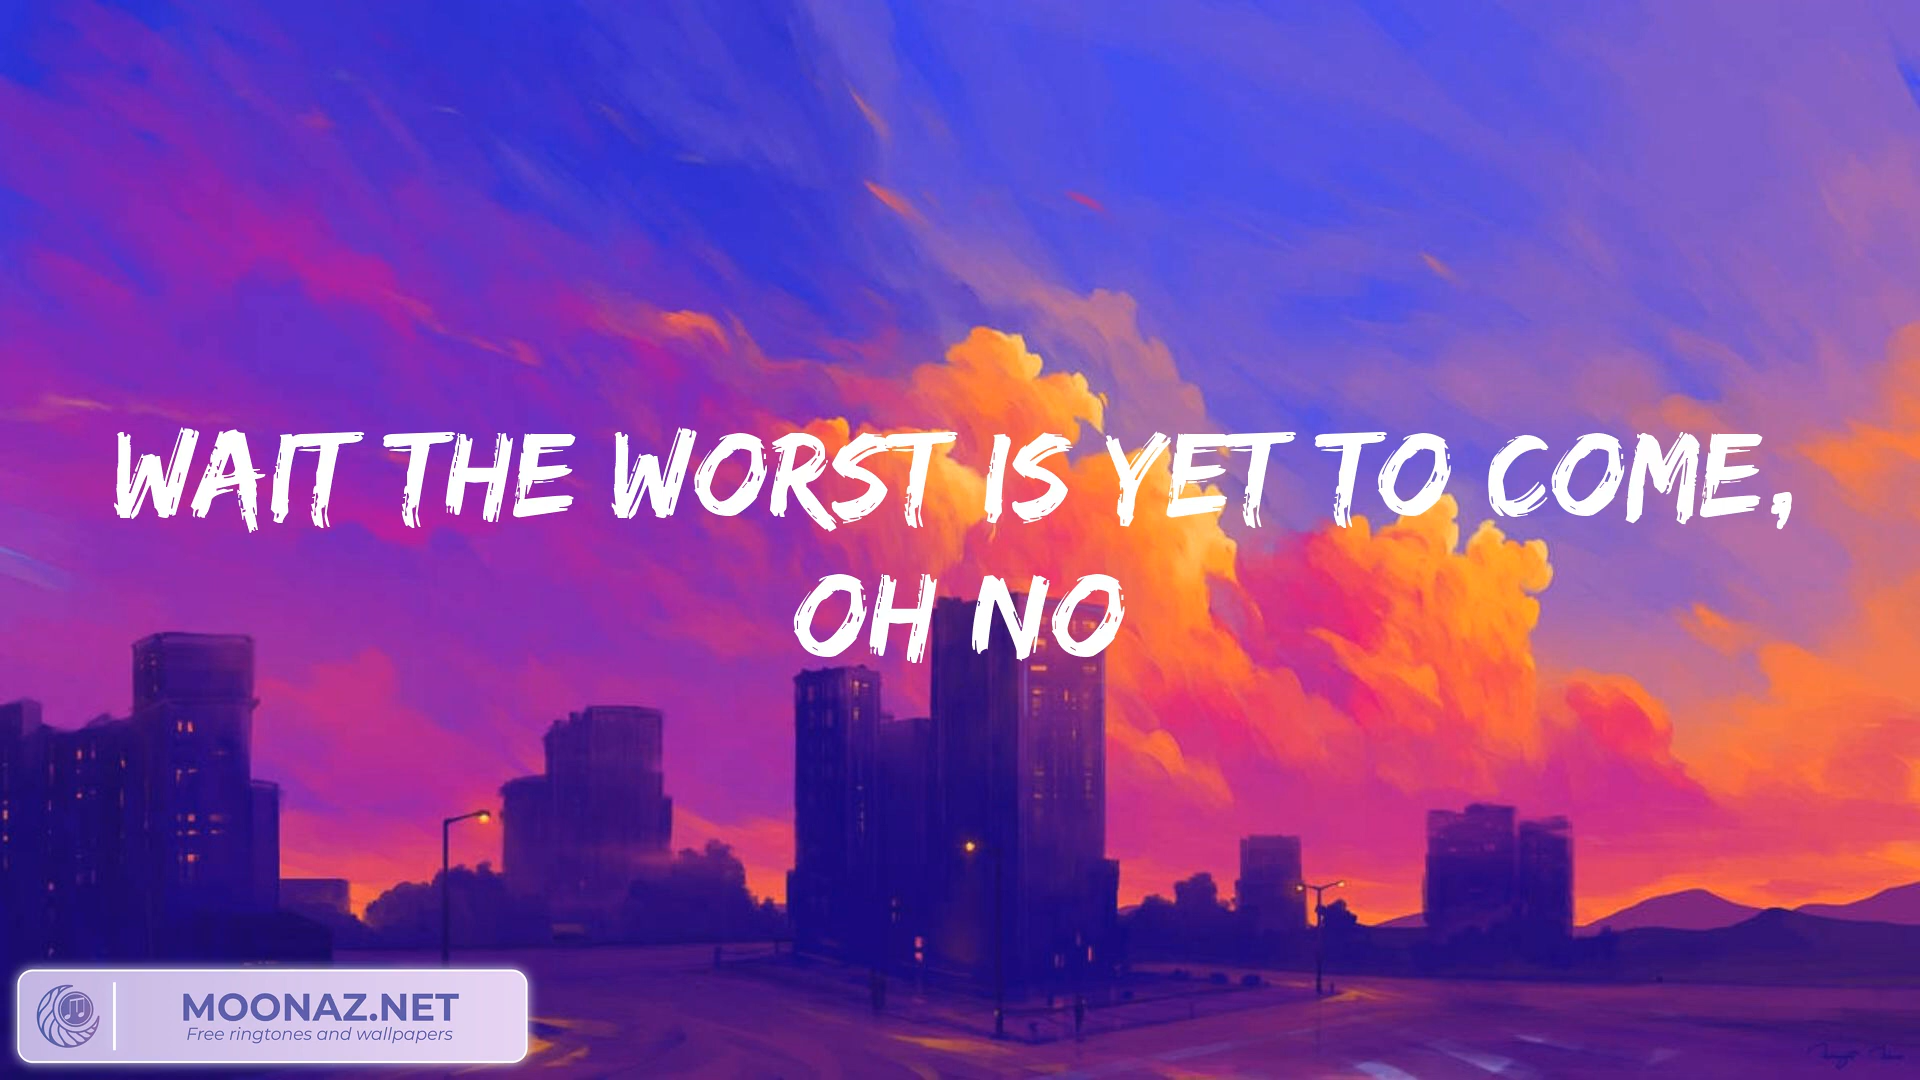 WAIT THE WORST IS YET TO COME,
OH NO
MOONAZ.NET
Free ringtones and wallpapers